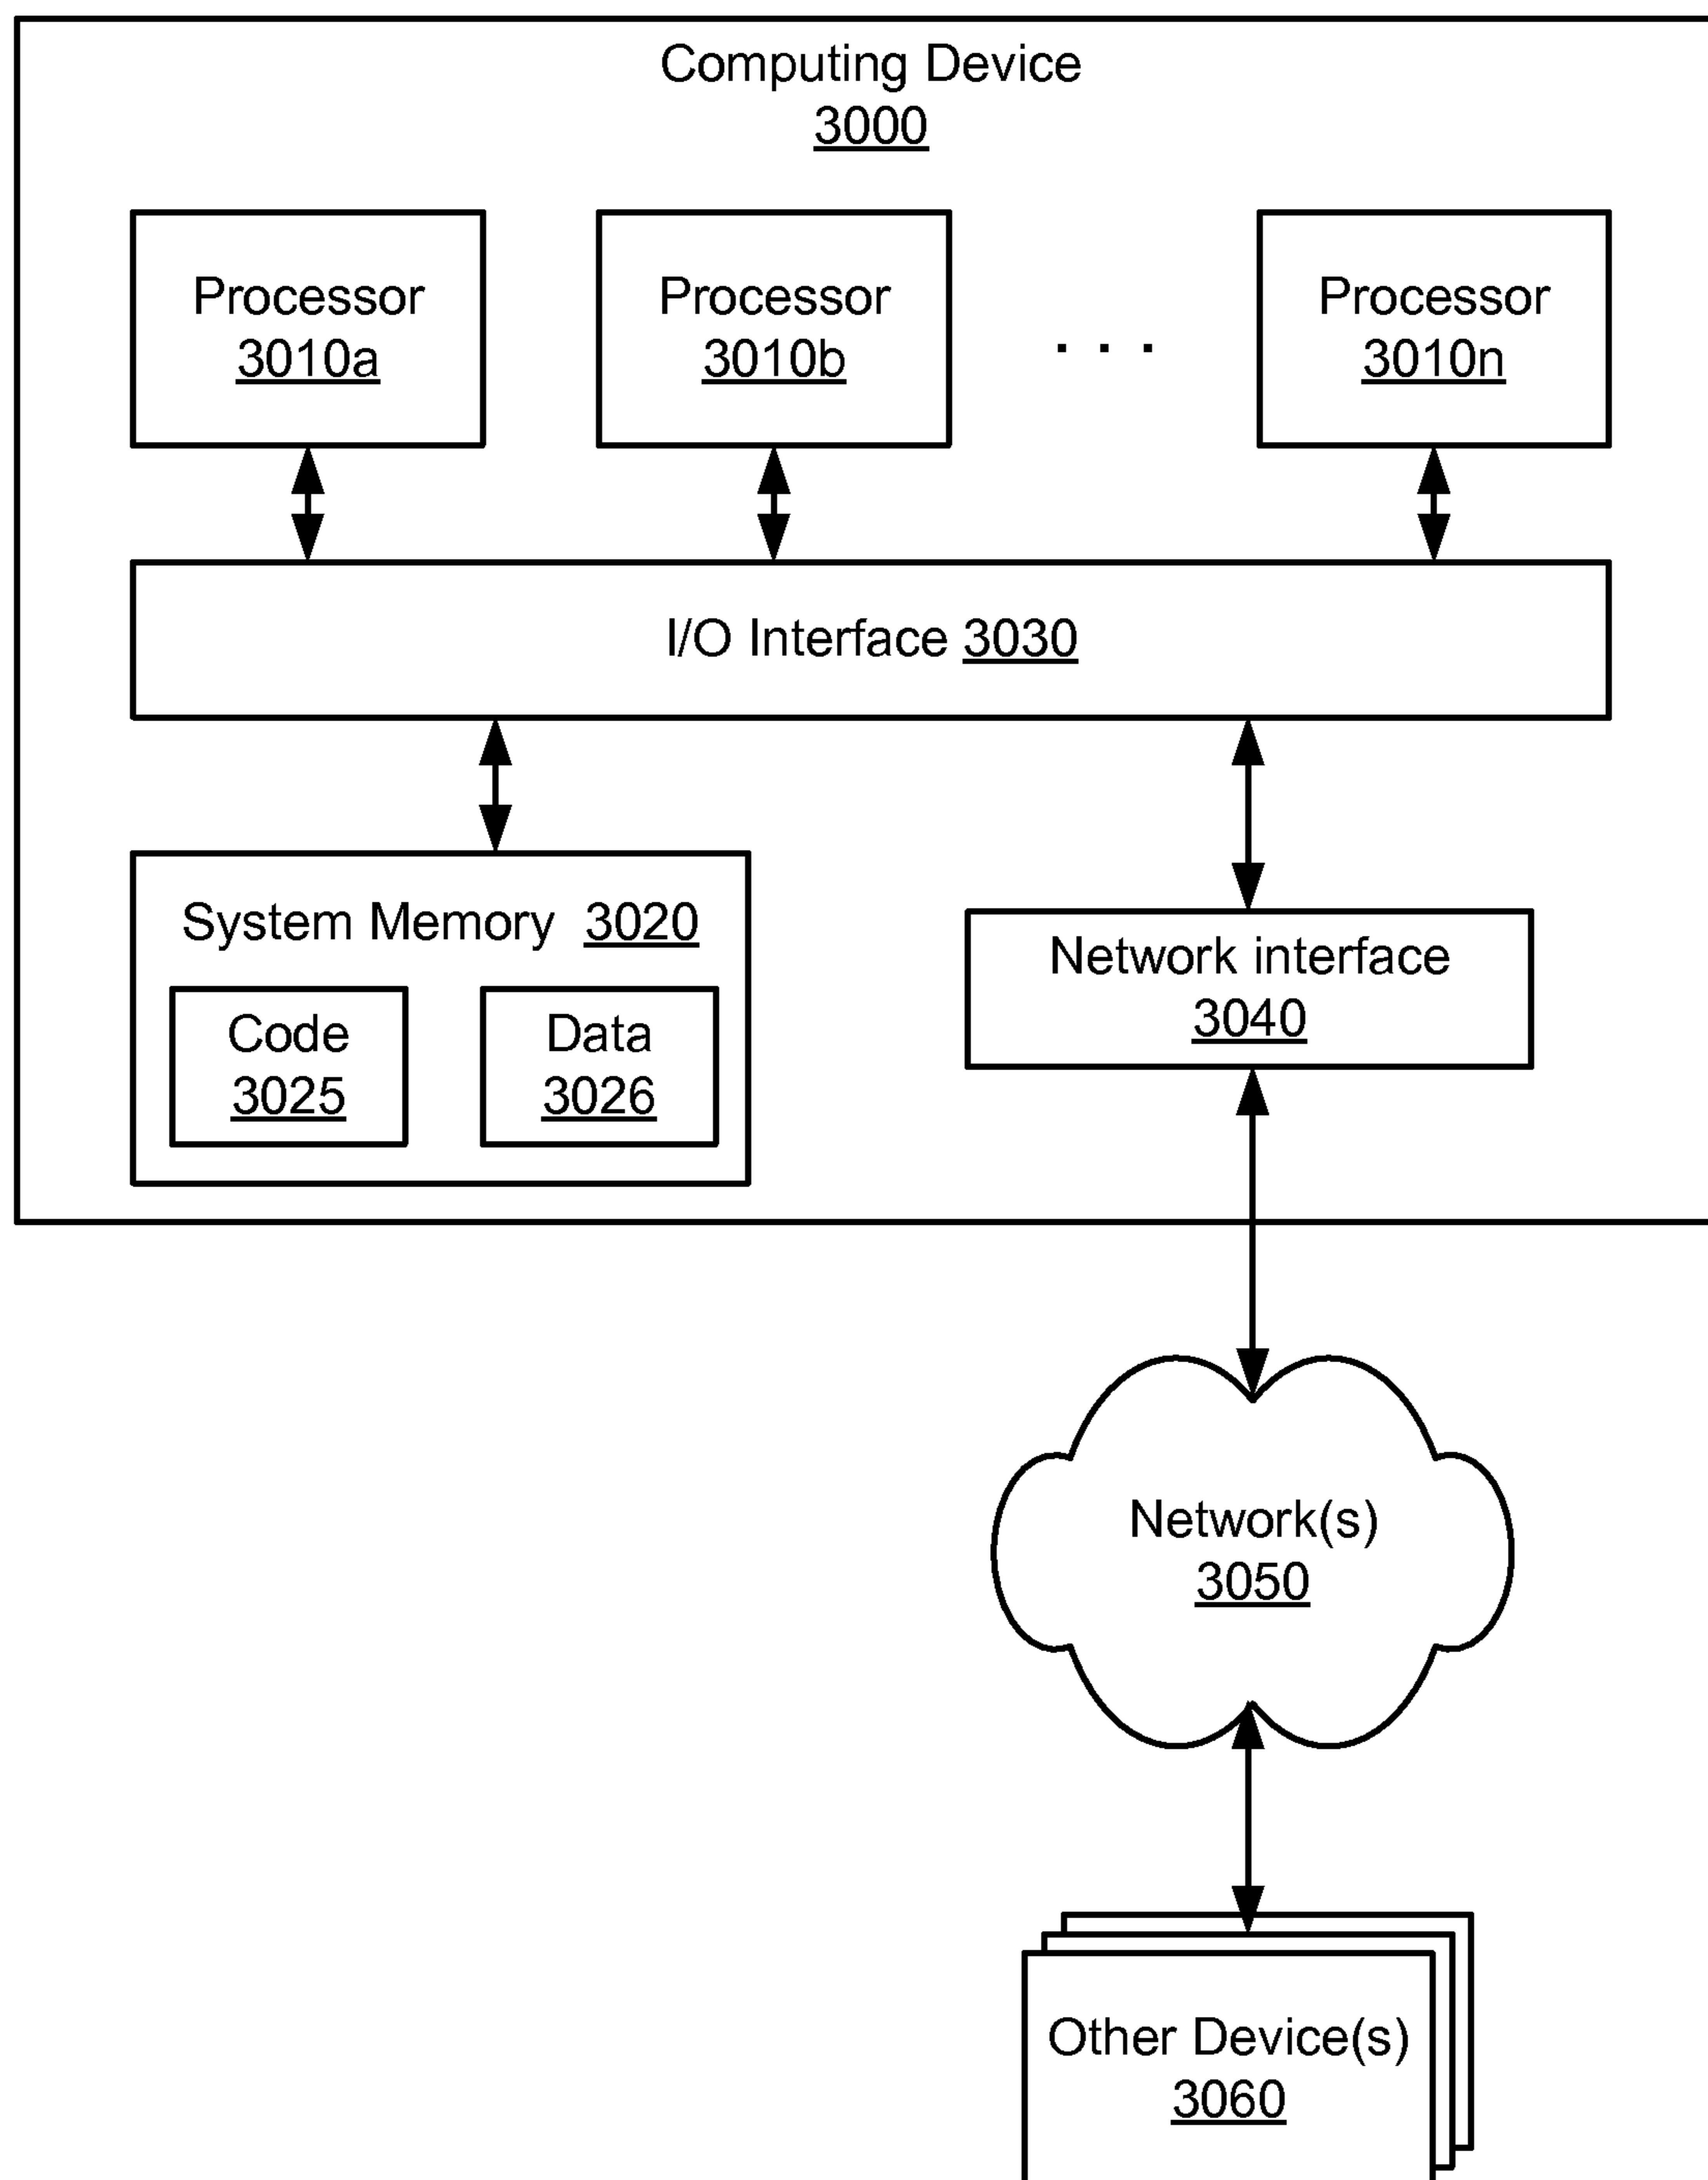 Computing Device
3000
Processor
3010a
Processor
3010b
. . .
Processor
3010n
I/O Interface 3030
System Memory 3020
Code
3025
Data
3026
Network interface
3040
Network(s)
3050
Other Device(s)
3060